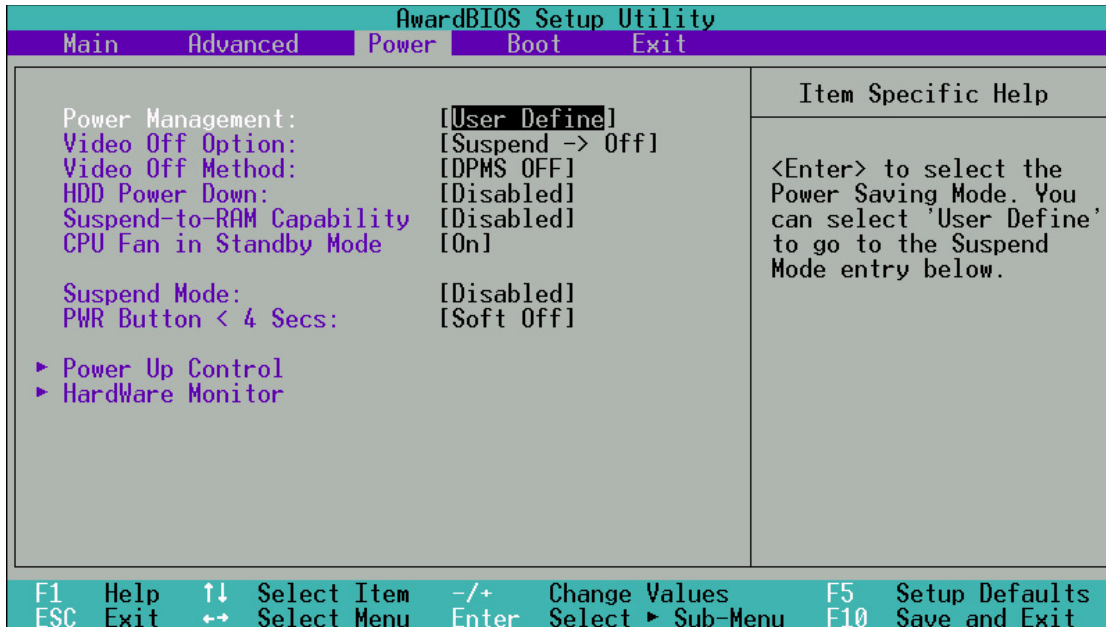 AwardBIOS Setup Utility
Main Advanced Power Boot Exit
Power Management: [User Define]
Video Off Option: [Suspend -> Off]
Video Off Method: [DPMS OFF]
HDD Power Down: [Disabled]
Suspend-to-RAM Capability [Disabled]
CPU Fan in Standby Mode [On]
Suspend Mode: [Disabled]
PWR Button < 4 Secs: [Soft Off]
► Power Up Control
► HardWare Monitor
Item Specific Help
<Enter> to select the
Power Saving Mode. You
can select 'User Define'
to go to the Suspend
Mode entry below.
F1 Help ↑↓ Select Item -/+ Change Values F5 Setup Defaults
ESC Exit ←→ Select Menu Enter Select ► Sub-Menu F10 Save and Exit